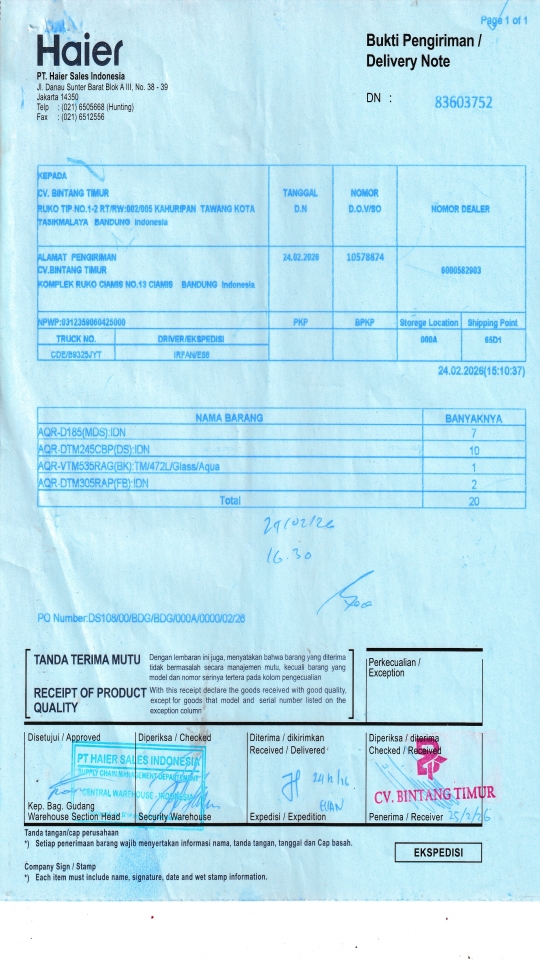 Page 1 of 1
Haier
Bukti Pengiriman /
Delivery Note
PT. Haier Sales Indonesia
Jl. Danau Sunter Barat Blok A III, No. 38 - 39
Jakarta 14350
Telp : (021) 6505668 (Hunting)
Fax : (021) 6512556
DN : 83603752
KEPADA
CV. BINTANG TIMUR
RUKO TIP NO.1-2 RT/RW:002/005 KAHURIPAN TAWANG KOTA
TASIKMALAYA BANDUNG Indonesia
TANGGAL
D.N
NOMOR
D.O.V/SO
NOMOR DEALER
ALAMAT PENGIRIMAN
CV.BINTANG TIMUR
KOMPLEK RUKO CIAMIS NO.13 CIAMIS BANDUNG Indonesia
24.02.2026
10578874
NPWP:0312359060425000
PKP
BPKP
Storege Location
Shipping Point
TRUCK NO.
DRIVER/EKSPEDISI
000A
65D1
24.02.2026(15:10:37)
NAMA BARANG
BANYAKNYA
AQR-D185(MDS):IDN
7
AQR-DTM245CBP(DS):IDN
10
AQR-VTM535RAG(BK):TM/472L/Glass/Aqua
1
AQR-DTM305RAP(FB):IDN
2
Total
20
16.30
PO Number:DS108/00/BDG/BDG/000A/0000/02/26
TANDA TERIMA MUTU
Dengan lembaran ini juga, menyatakan bahwa barang yang diterima
tidak bermasalah secara manajemen mutu, kecuali barang yang
model dan nomor serinya tertera pada kolom pengecualian
RECEIPT OF PRODUCT
QUALITY
With this receipt declare the goods received with good quality,
except for goods that model and serial number listed on the
exception column
Perkecualian /
Exception
Disetujui / Approved
Diperiksa / Checked
Diterima / dikirimkan
Received / Delivered
Diperiksa / diterima
Checked / Received
PT HAIER SALES INDONESIA
SUPPLY CHAIN MANAGEMENT DEPARTEMENT
CENTRAL WAREHOUSE - INDONESIA
CV. BINTANG TIMUR
Kep. Bag. Gudang
Warehouse Section Head
Security Warehouse
Expedisi / Expedition
Penerima / Receiver
25/2/26
Tanda tangan/cap perusahaan
*) Setiap penerimaan barang wajib menyertakan informasi nama, tanda tangan, tanggal dan Cap basah.
EKSPEDISI
Company Sign / Stamp
*) Each item must include name, signature, date and wet stamp information.